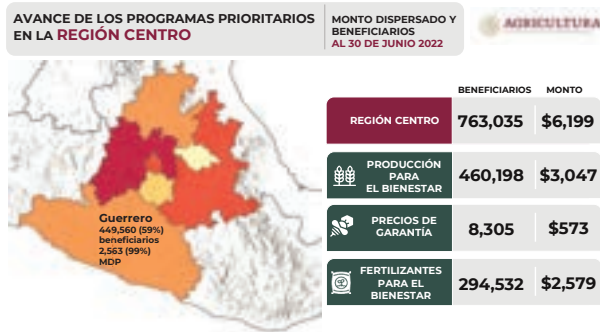 AVANCE DE LOS PROGRAMAS PRIORITARIOS
EN LA REGIÓN CENTRO
MONTO DISPERSADO Y
BENEFICIARIOS
AL 30 DE JUNIO 2022
AGRICULTURA
BENEFICIARIOS MONTO
REGIÓN CENTRO 763,035 $6,199
PRODUCCIÓN
PARA
EL BIENESTAR
460,198 $3,047
PRECIOS DE
GARANTÍA
8,305 $573
FERTILIZANTES
PARA EL
BIENESTAR
294,532 $2,579
Guerrero
449,560 (59%)
beneficiarios
2,563 (99%)
MDP